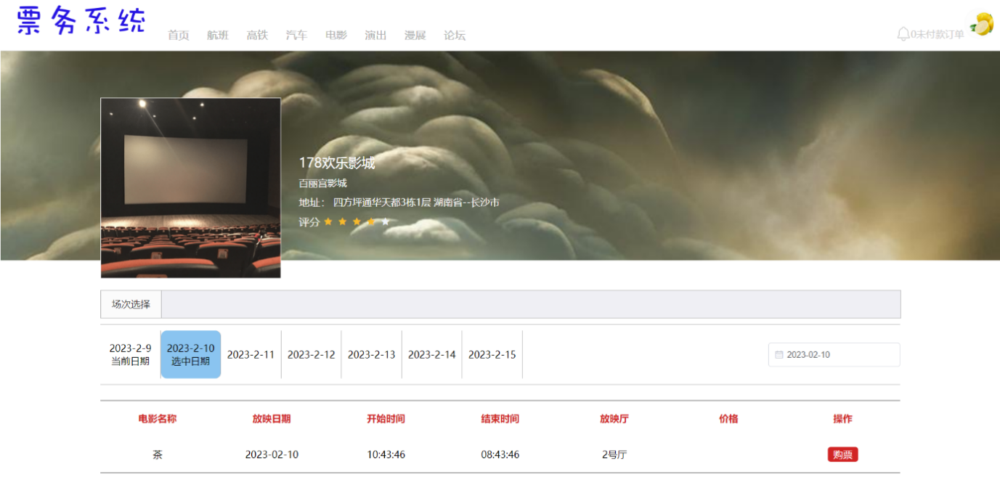 票务系统
首页 航班 高铁 汽车 电影 演出 漫展 论坛
0未付款订单
178欢乐影城
百丽宫影城
地址： 四方坪通华天都3栋1层 湖南省--长沙市
评分
场次选择
2023-2-9 当前日期
2023-2-10 选中日期
2023-2-11
2023-2-12
2023-2-13
2023-2-14
2023-2-15
2023-02-10
电影名称 放映日期 开始时间 结束时间 放映厅 价格 操作
茶 2023-02-10 10:43:46 08:43:46 2号厅 购票